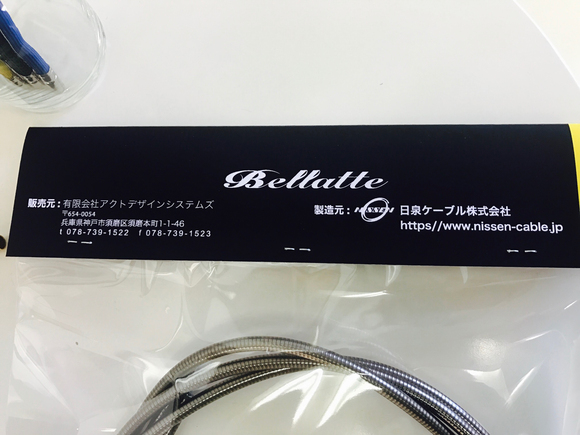 Bellatte
販売元：有限会社アクトデザインシステムズ
〒654-0054
兵庫県神戸市須磨区須磨本町1-1-46
t 078-739-1522 f 078-739-1523
製造元： NISSEN 日泉ケーブル株式会社
https//www.nissen-cable.jp